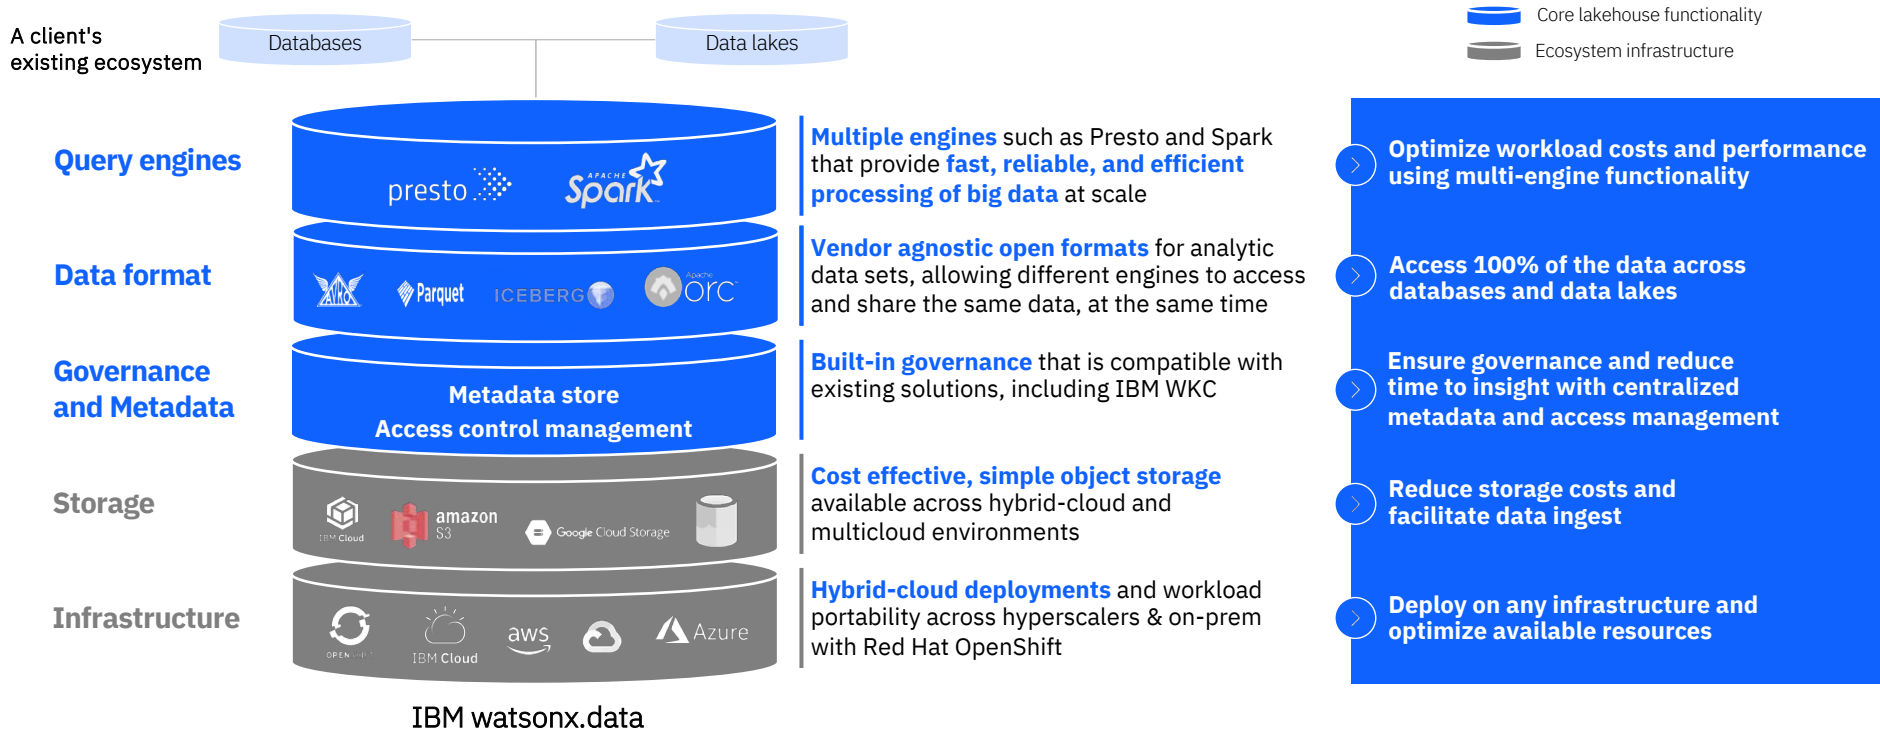 A client's
existing ecosystem
Databases
Data lakes
Core lakehouse functionality
Ecosystem infrastructure
Query engines
presto
APACHE
Spark
Multiple engines such as Presto and Spark
that provide fast, reliable, and efficient
processing of big data at scale
Optimize workload costs and performance
using multi-engine functionality
Data format
AVRO
Parquet
ICEBERG
Apache
orc
Vendor agnostic open formats for analytic
data sets, allowing different engines to access
and share the same data, at the same time
Access 100% of the data across
databases and data lakes
Governance
and Metadata
Metadata store
Access control management
Built-in governance that is compatible with
existing solutions, including IBM WKC
Ensure governance and reduce
time to insight with centralized
metadata and access management
Storage
IBM Cloud
amazon
S3
Google Cloud Storage
Cost effective, simple object storage
available across hybrid-cloud and
multicloud environments
Reduce storage costs and
facilitate data ingest
Infrastructure
OPENSHIFT
IBM Cloud
aws
Azure
Hybrid-cloud deployments and workload
portability across hyperscalers & on-prem
with Red Hat OpenShift
Deploy on any infrastructure and
optimize available resources
IBM watsonx.data